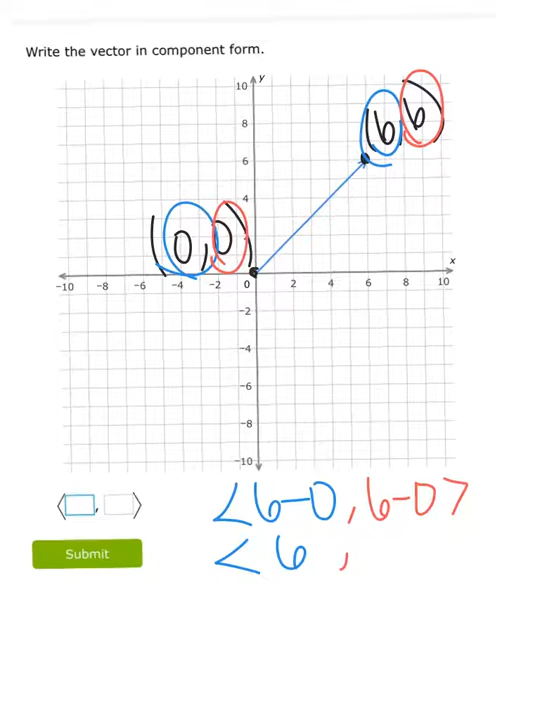 Write the vector in component form.
y
10
8
6
4
2
(0,0)
(6,6)
x
-10 -8 -6 -4 -2 0 2 4 6 8 10
-2
-4
-6
-8
-10
⟨ , ⟩
<6-0, 6-0>
Submit
<6 ,